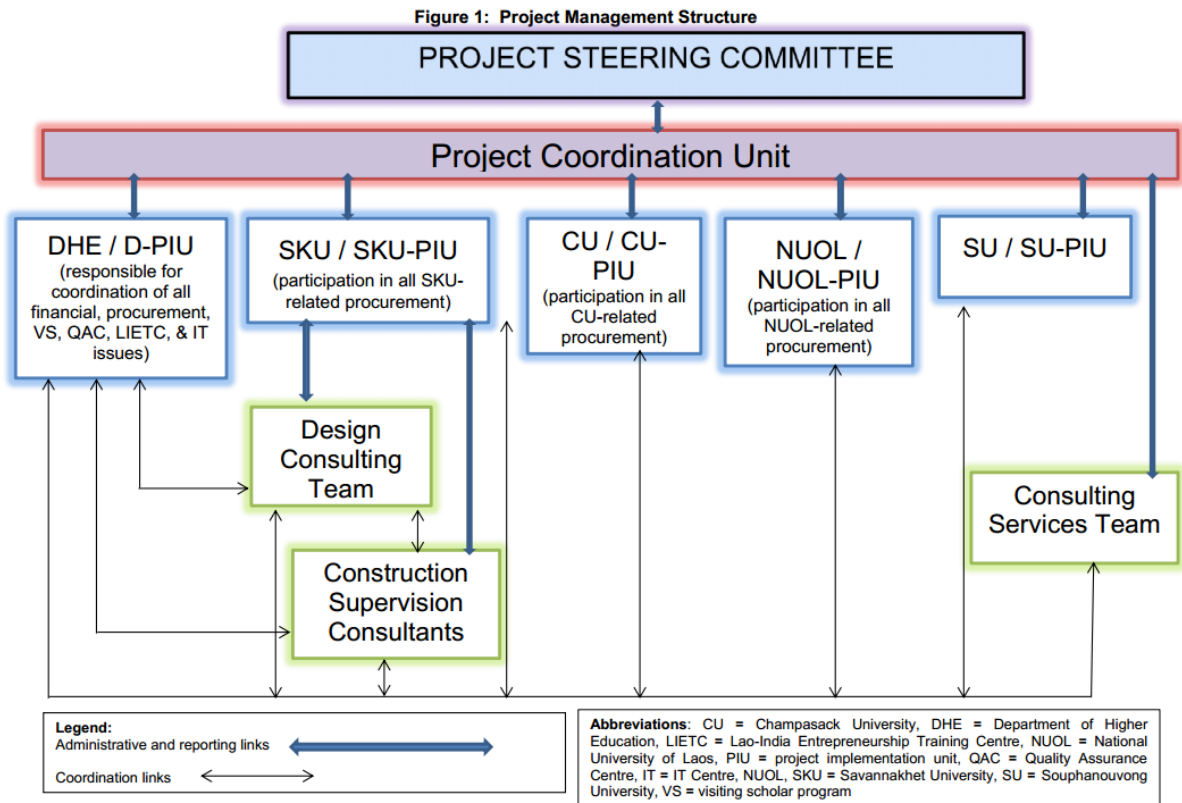 Figure 1: Project Management Structure
PROJECT STEERING COMMITTEE
Project Coordination Unit
DHE / D-PIU
(responsible for
coordination of all
financial, procurement,
VS, QAC, LIETC, & IT
issues)
SKU / SKU-PIU
(participation in all SKU-
related procurement)
CU / CU-
PIU
(participation in all
CU-related
procurement)
NUOL /
NUOL-PIU
(participation in all
NUOL-related
procurement)
SU / SU-PIU
Design
Consulting
Team
Construction
Supervision
Consultants
Consulting
Services Team
Legend:
Administrative and reporting links
Coordination links
Abbreviations: CU = Champasack University, DHE = Department of Higher
Education, LIETC = Lao-India Entrepreneurship Training Centre, NUOL = National
University of Laos, PIU = project implementation unit, QAC = Quality Assurance
Centre, IT = IT Centre, NUOL, SKU = Savannakhet University, SU = Souphanouvong
University, VS = visiting scholar program